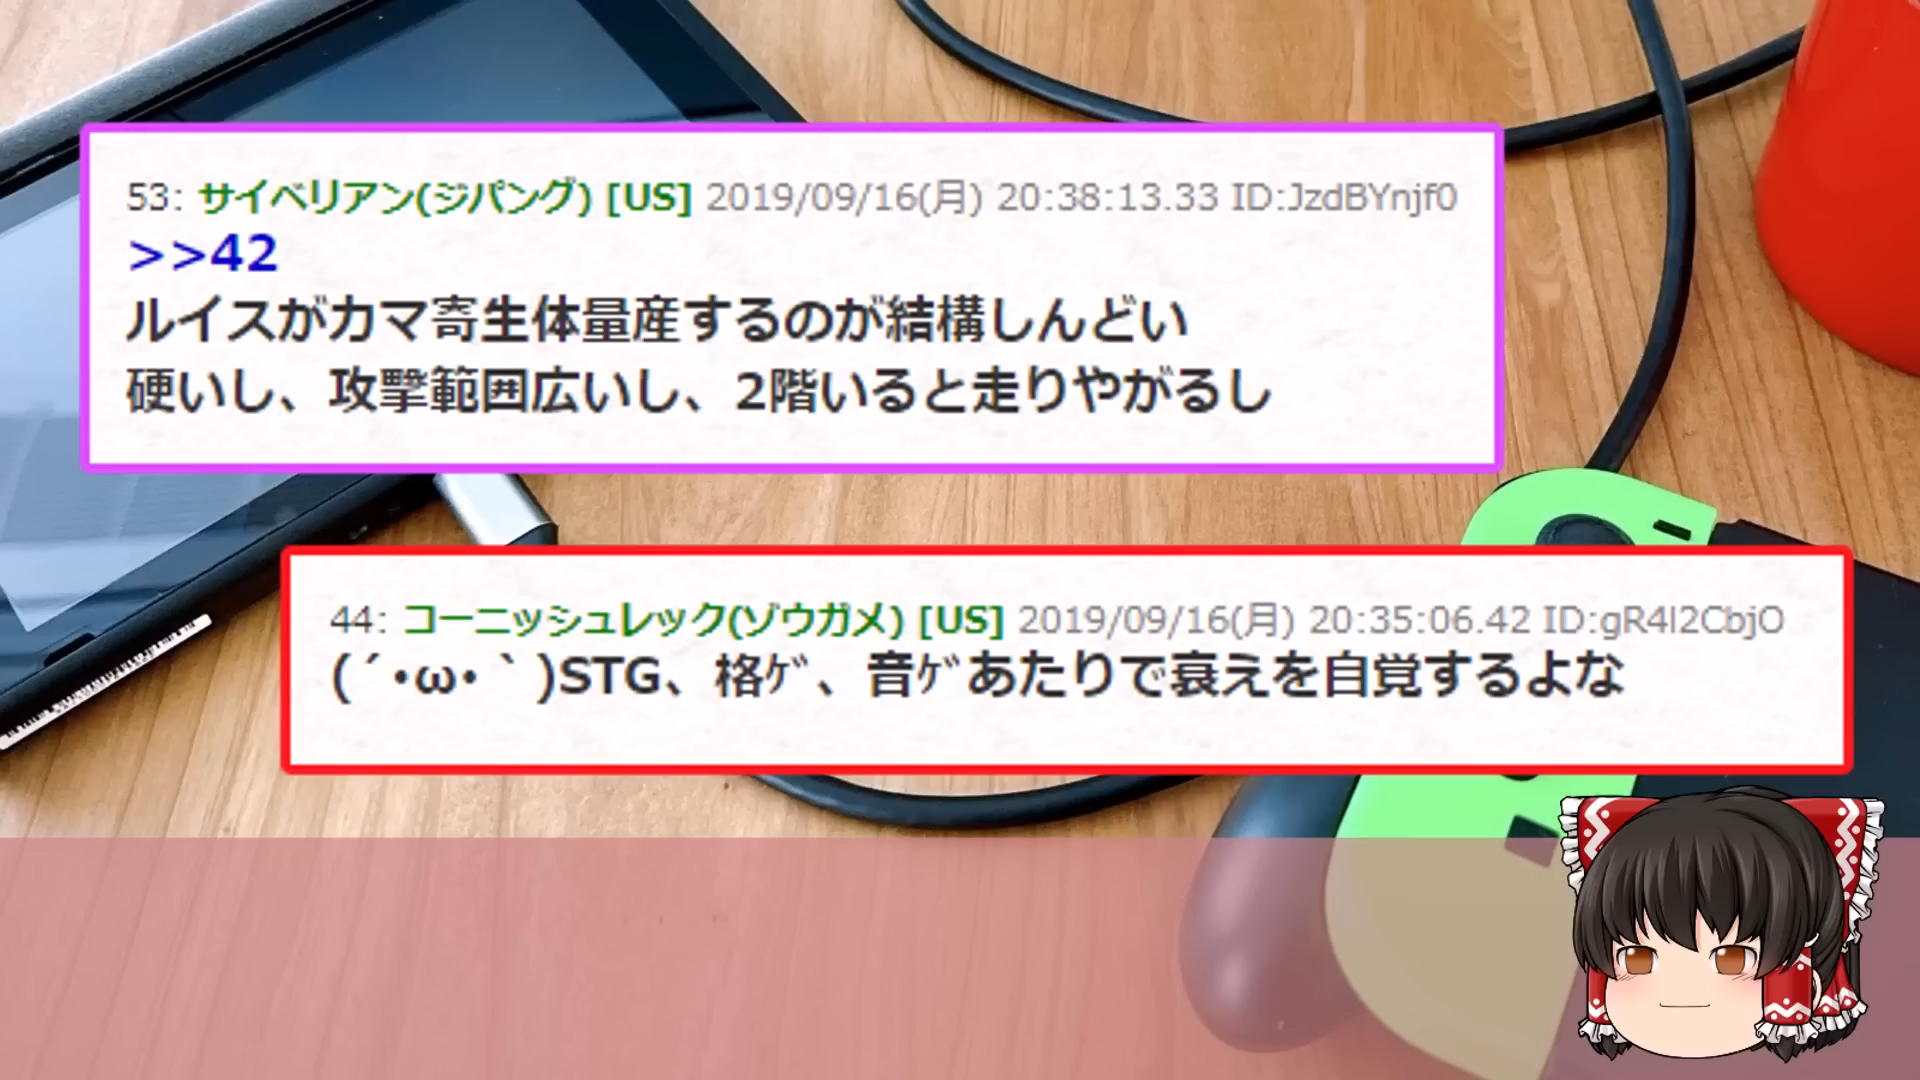 53: サイベリアン(ジパング) [US] 2019/09/16(月) 20:38:13.33 ID:JzdBYnjf0
>>42
ルイスがカマ寄生体量産するのが結構しんどい
硬いし、攻撃範囲広いし、2階いると走りやがるし
44: コーニッシュレック(ゾウガメ) [US] 2019/09/16(月) 20:35:06.42 ID:gR4l2CbjO
(´･ω･｀)STG、格ｹﾞ、音ｹﾞあたりで衰えを自覚するよな